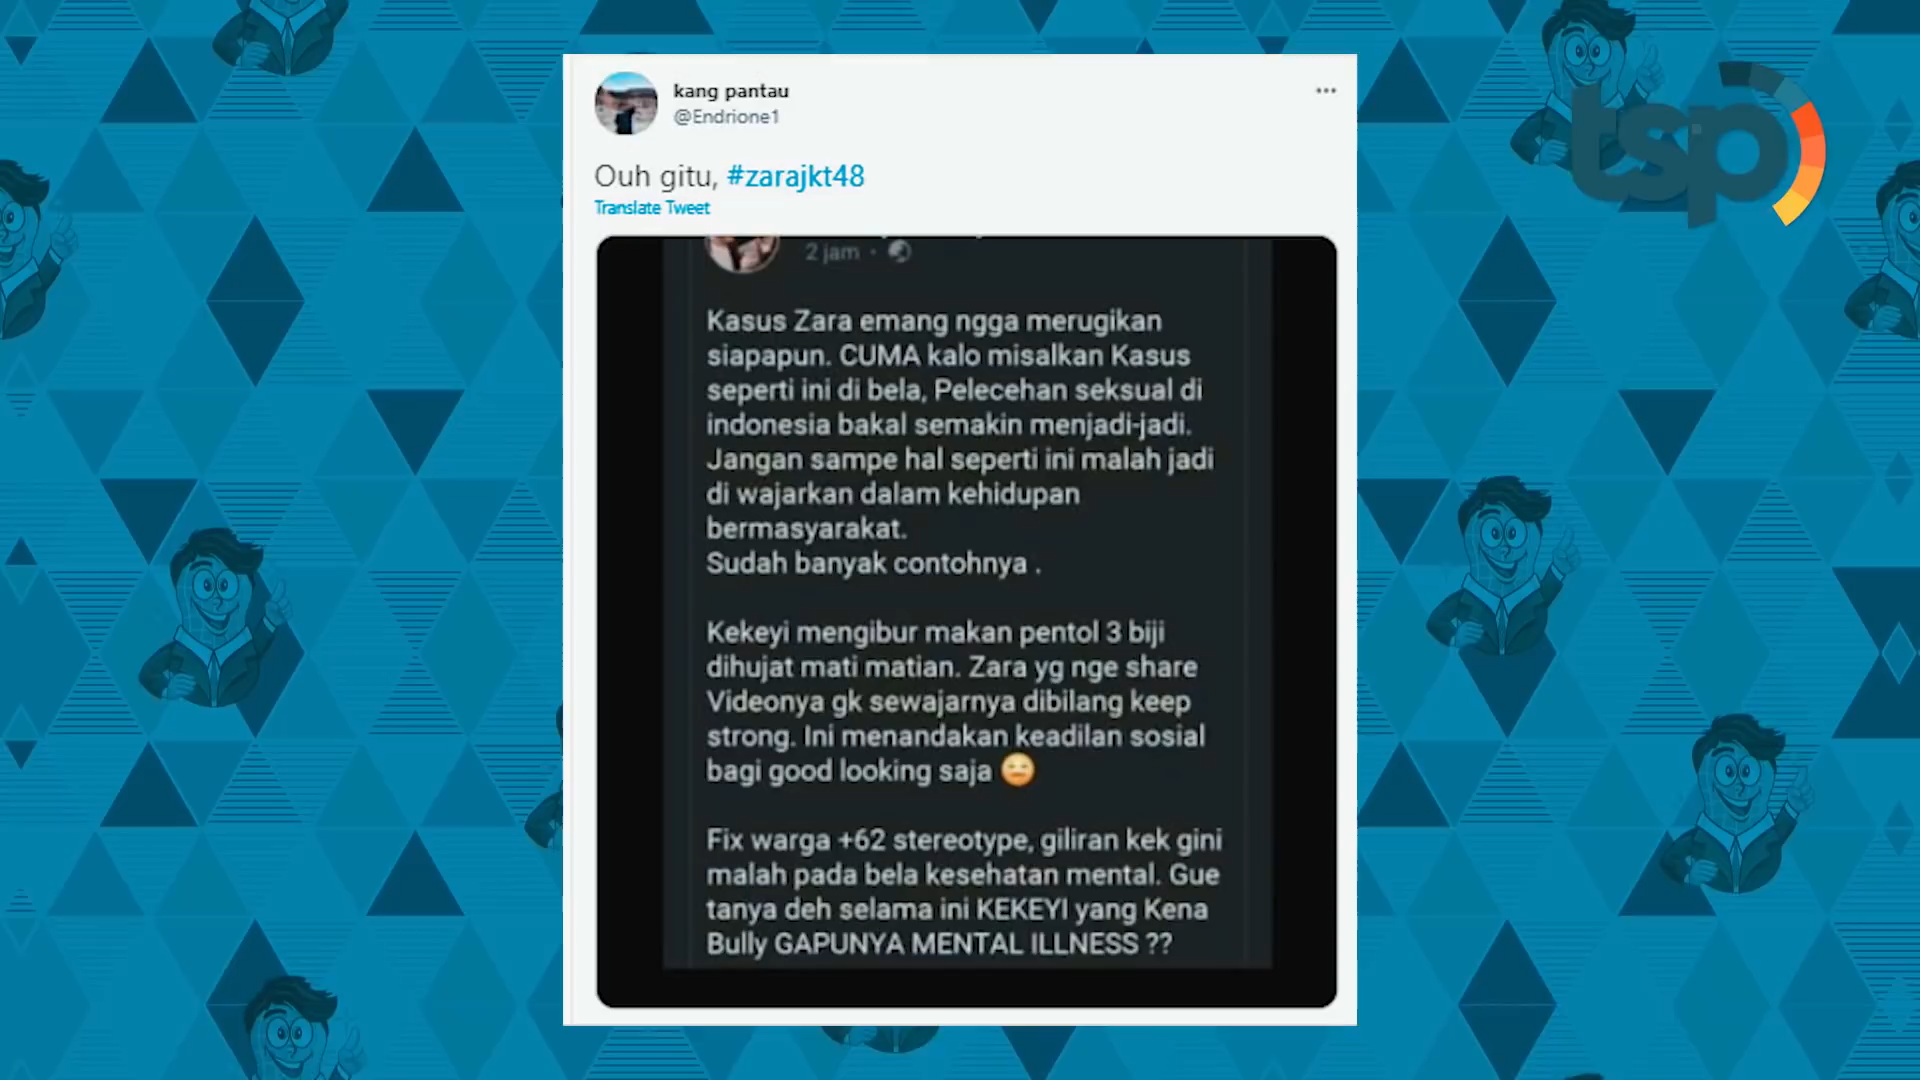 kang pantau
@Endrione1
Ouh gitu, #zarajkt48
Translate Tweet
2 jam ·
Kasus Zara emang ngga merugikan
siapapun. CUMA kalo misalkan Kasus
seperti ini di bela, Pelecehan seksual di
indonesia bakal semakin menjadi-jadi.
Jangan sampe hal seperti ini malah jadi
di wajarkan dalam kehidupan
bermasyarakat.
Sudah banyak contohnya .
Kekeyi mengibur makan pentol 3 biji
dihujat mati matian. Zara yg nge share
Videonya gk sewajarnya dibilang keep
strong. Ini menandakan keadilan sosial
bagi good looking saja 😑
Fix warga +62 stereotype, giliran kek gini
malah pada bela kesehatan mental. Gue
tanya deh selama ini KEKEYI yang Kena
Bully GAPUNYA MENTAL ILLNESS ??
tsp